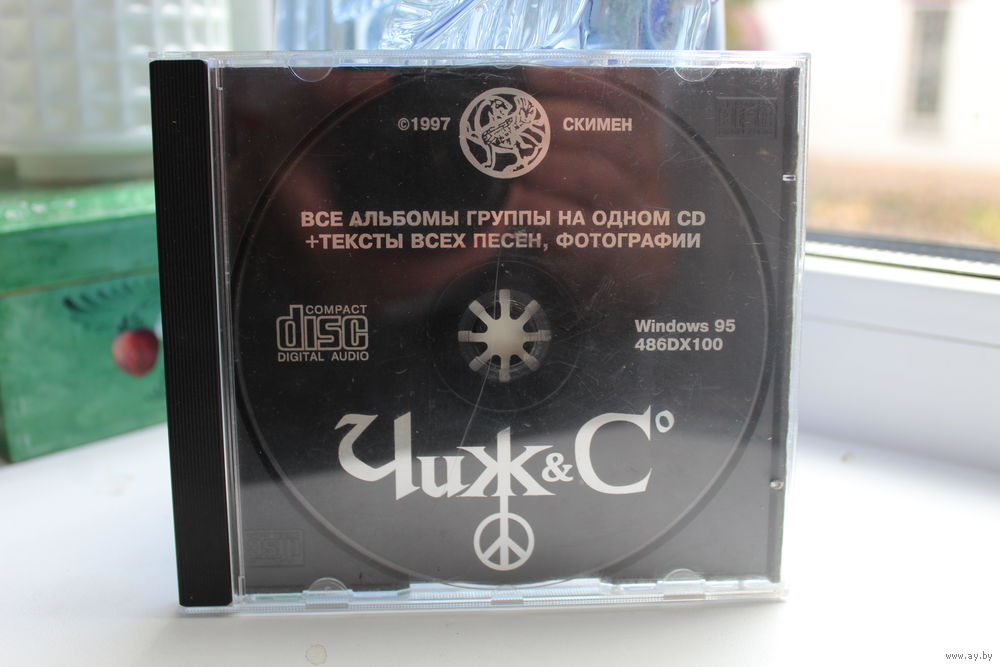 ©1997 СКИМЕН
ВСЕ АЛЬБОМЫ ГРУППЫ НА ОДНОМ CD
+ТЕКСТЫ ВСЕХ ПЕСЕН, ФОТОГРАФИИ
COMPACT
disc
DIGITAL AUDIO
Windows 95
486DX100
Чиж & Cº
www.ay.by